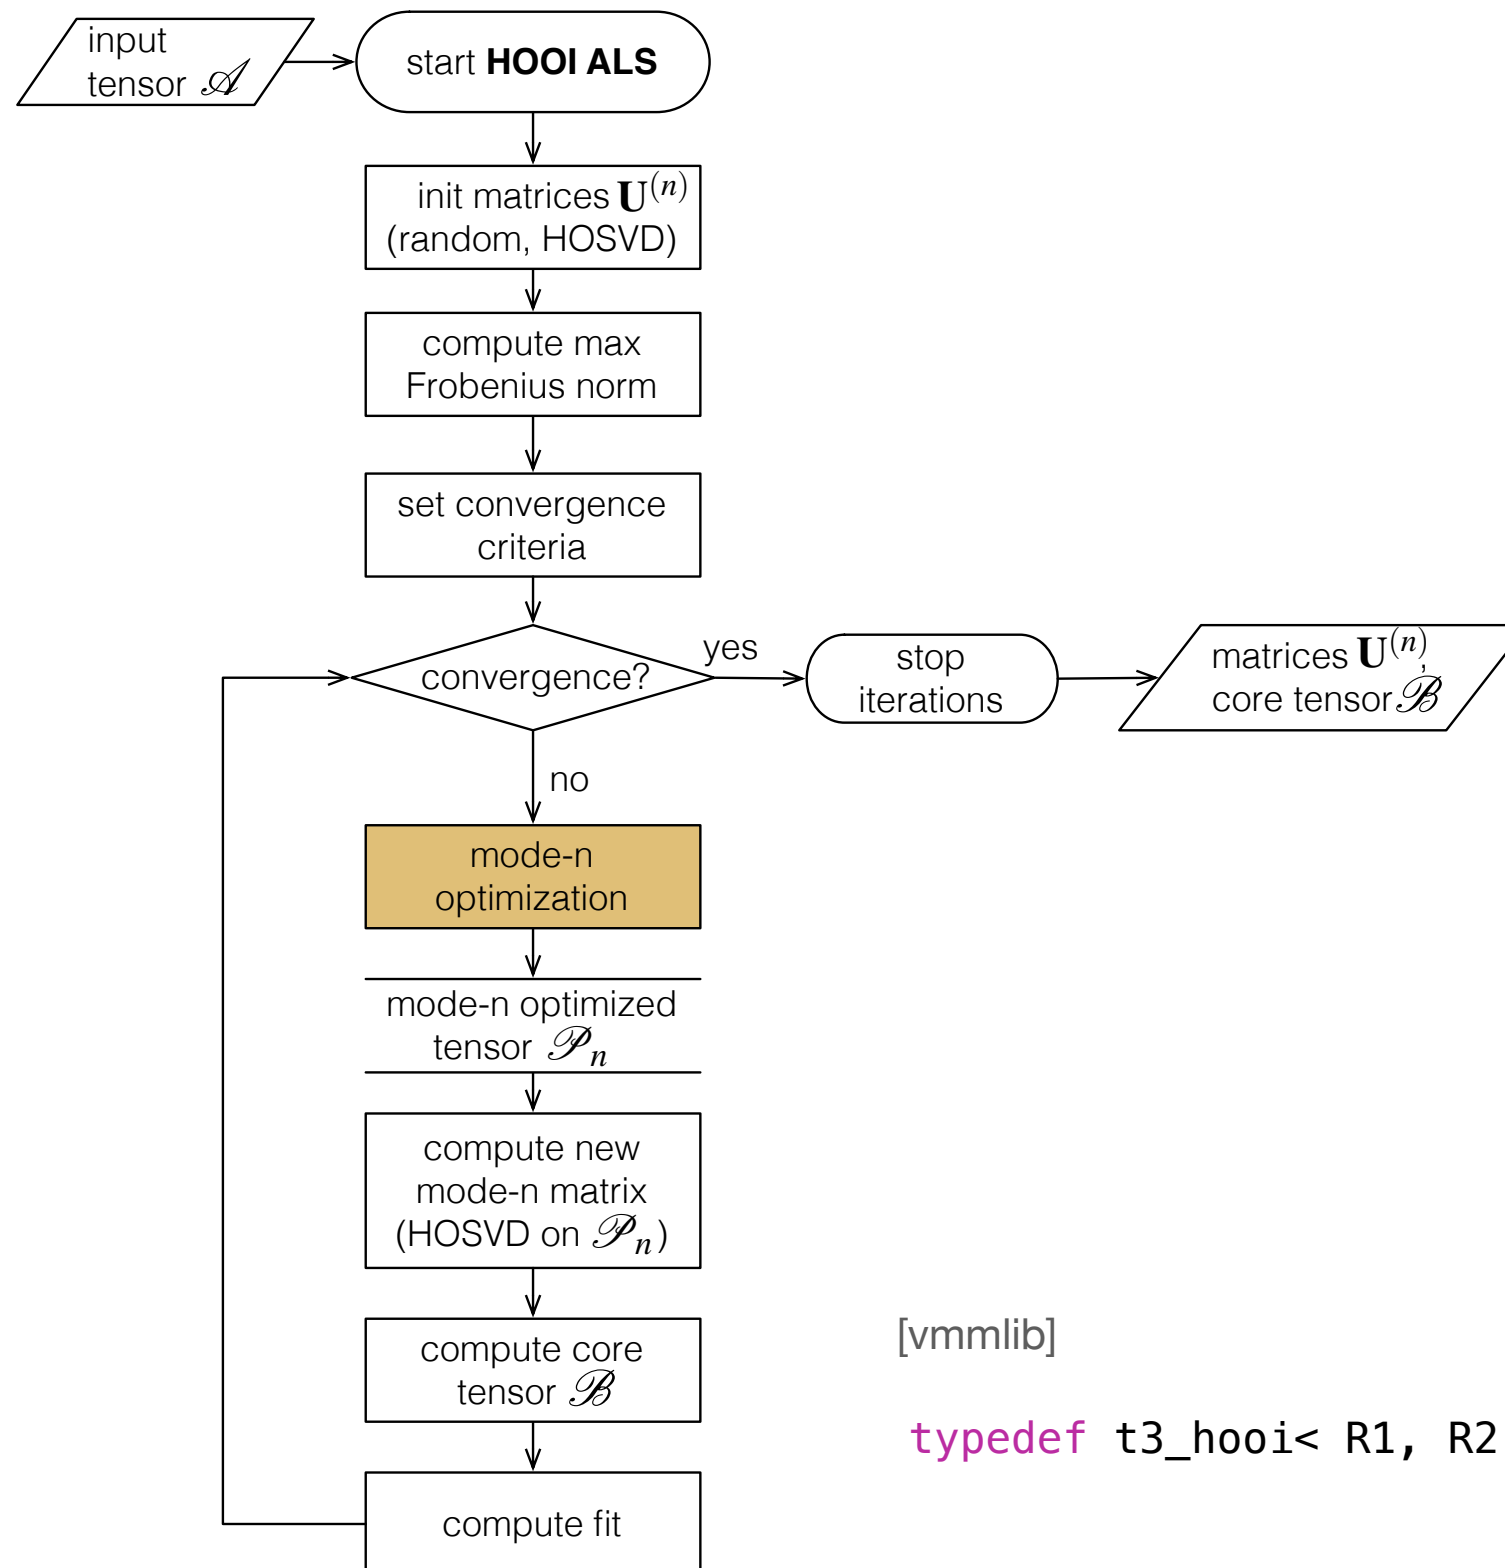 input
tensor 𝒜
start HOOI ALS
init matrices U⁽ⁿ⁾
(random, HOSVD)
compute max
Frobenius norm
set convergence
criteria
convergence?
yes
stop
iterations
matrices U⁽ⁿ⁾,
core tensor ℬ
no
mode-n
optimization
mode-n optimized
tensor 𝒫ₙ
compute new
mode-n matrix
(HOSVD on 𝒫ₙ)
compute core
tensor ℬ
compute fit
[vmmlib]
typedef t3_hooi< R1, R2